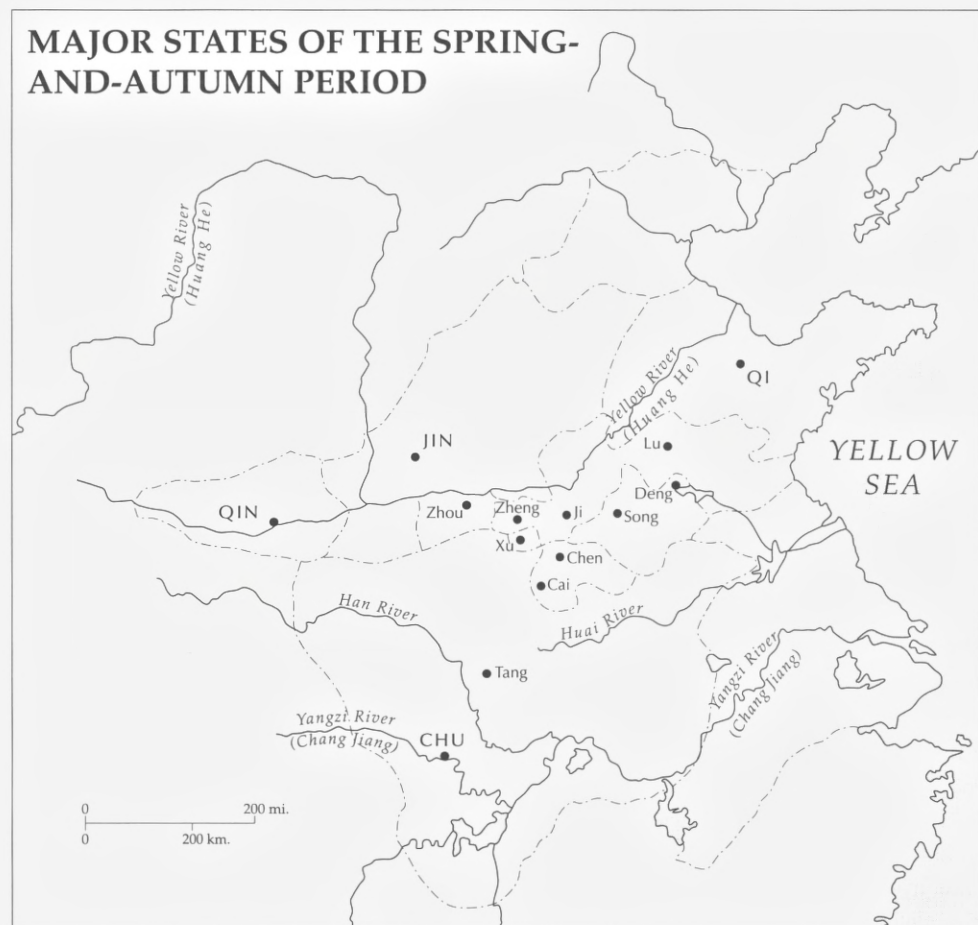 MAJOR STATES OF THE SPRING-
AND-AUTUMN PERIOD
Yellow River
(Huang He)
Yellow River
(Huang He)
QI
JIN
Lu
YELLOW
SEA
Deng
QIN
Zhou
Zheng
Ji
Song
Xu
Chen
Cai
Han River
Huai River
Tang
Yangzi River
(Chang Jiang)
Yangzi River
(Chang Jiang)
CHU
0
200 mi.
0
200 km.